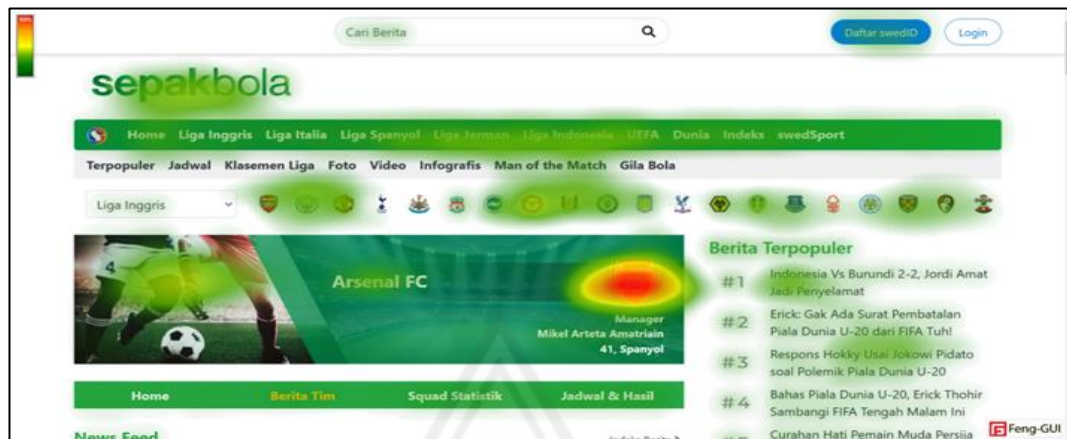 Cari Berita
Daftar swedID
Login
sepakbola
Home Liga Inggris Liga Italia Liga Spanyol Liga Jerman Liga Indonesia UEFA Dunia Indeks swedSport
Terpopuler Jadwal Klasemen Liga Foto Video Infografis Man of the Match Gila Bola
Liga Inggris
Arsenal FC
Manager
Mikel Arteta Amatriain
41, Spanyol
Home Berita Tim Squad Statistik Jadwal & Hasil
News Feed
Indeks Berita >
Berita Terpopuler
#1 Indonesia Vs Burundi 2-2, Jordi Amat
Jadi Penyelamat
#2 Erick: Gak Ada Surat Pembatalan
Piala Dunia U-20 dari FIFA Tuh!
#3 Respons Hokky Usai Jokowi Pidato
soal Polemik Piala Dunia U-20
#4 Bahas Piala Dunia U-20, Erick Thohir
Sambangi FIFA Tengah Malam Ini
Curahan Hati Pemain Muda Persija
Feng-GUI